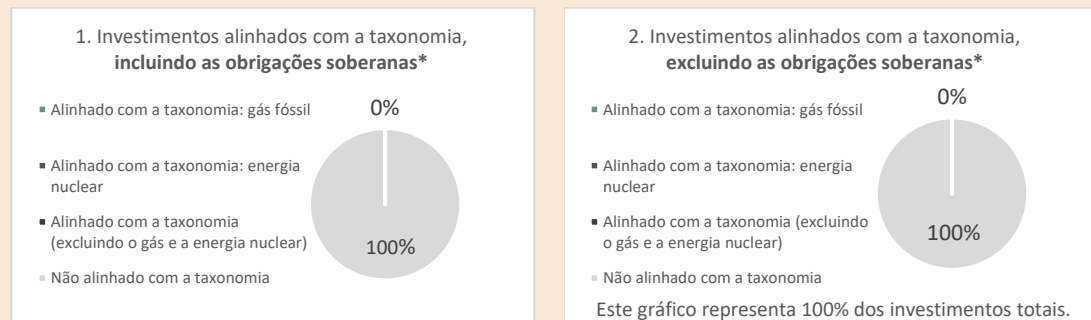 1. Investimentos alinhados com a taxonomia,
incluindo as obrigações soberanas*
Alinhado com a taxonomia: gás fóssil
Alinhado com a taxonomia: energia
nuclear
Alinhado com a taxonomia
(excluindo o gás e a energia nuclear)
Não alinhado com a taxonomia
0%
100%
2. Investimentos alinhados com a taxonomia,
excluindo as obrigações soberanas*
Alinhado com a taxonomia: gás fóssil
Alinhado com a taxonomia: energia
nuclear
Alinhado com a taxonomia (excluindo
o gás e a energia nuclear)
Não alinhado com a taxonomia
0%
100%
Este gráfico representa 100% dos investimentos totais.